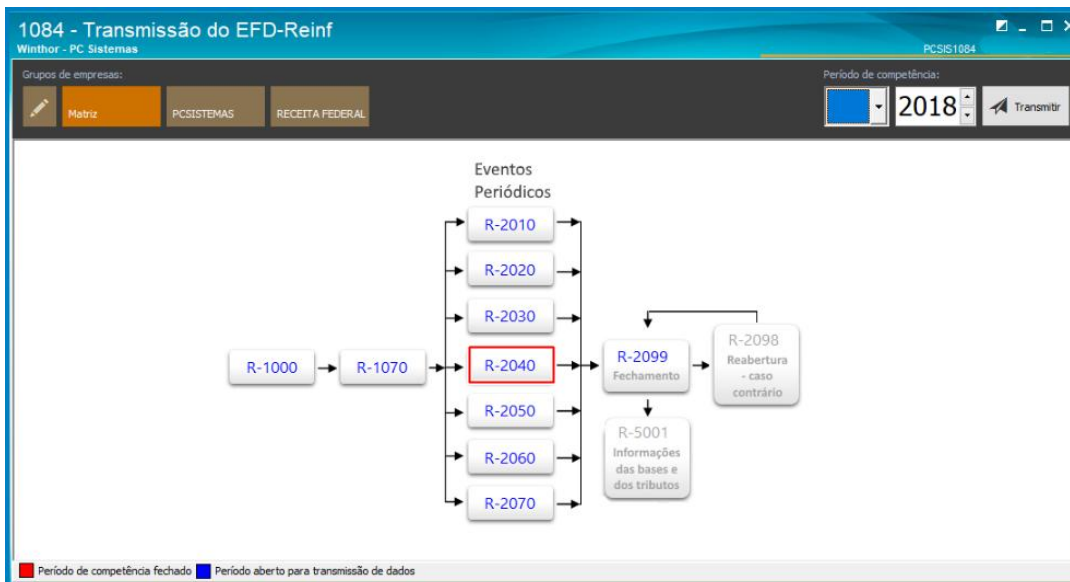 1084 - Transmissão do EFD-Reinf
Winthor - PC Sistemas
PCSIS1084
Grupos de empresas:
Período de competência:
Matriz
PCSISTEMAS
RECEITA FEDERAL
2018
Transmitir
Eventos
Periódicos
R-2010
R-2020
R-2030
R-1000
R-1070
R-2040
R-2050
R-2060
R-2070
R-2099
Fechamento
R-2098
Reabertura
- caso
contrário
R-5001
Informações
das bases e
dos tributos
Período de competência fechado
Período aberto para transmissão de dados